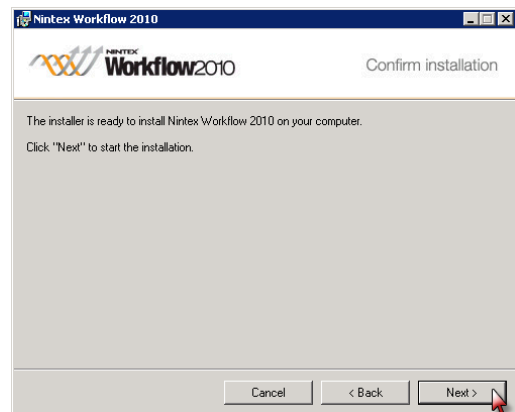 Nintex Workflow 2010
NINTEX
Workflow2010
Confirm installation
The installer is ready to install Nintex Workflow 2010 on your computer.
Click "Next" to start the installation.
Cancel
< Back
Next >